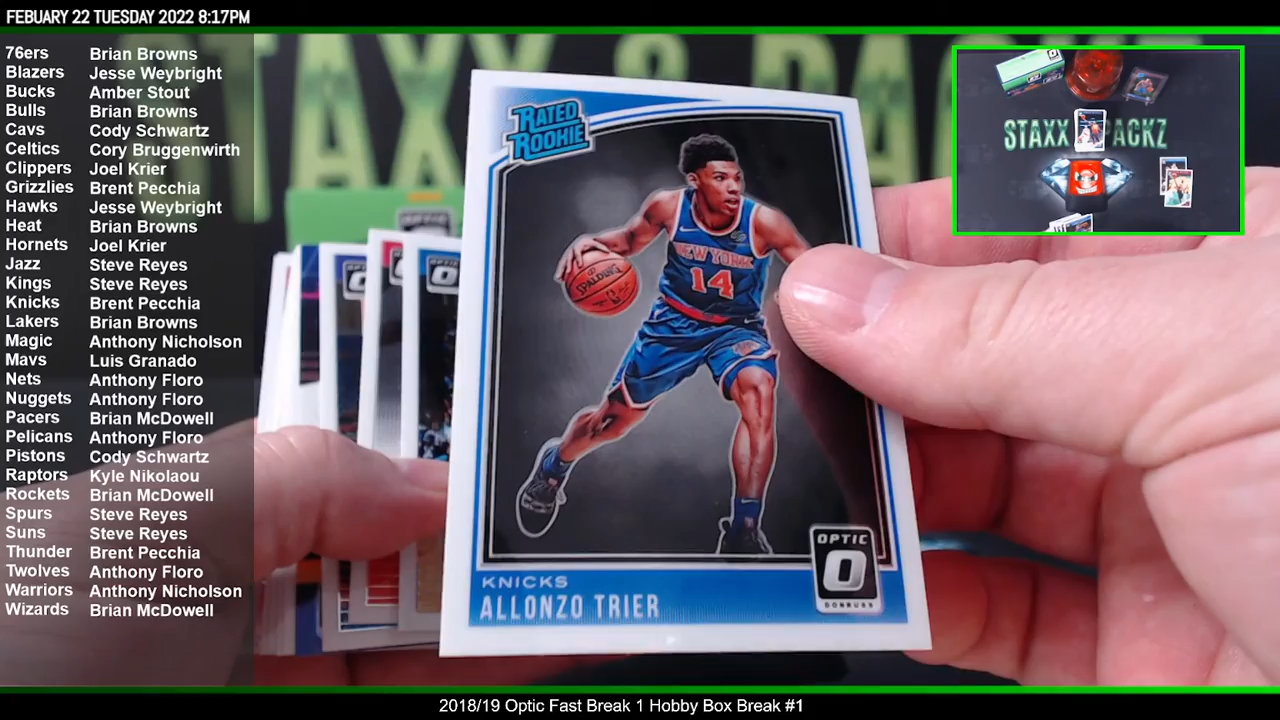 FEBUARY 22 TUESDAY 2022 8:17PM
76ers Brian Browns
Blazers Jesse Weybright
Bucks Amber Stout
Bulls Brian Browns
Cavs Cody Schwartz
Celtics Cory Bruggenwirth
Clippers Joel Krier
Grizzlies Brent Pecchia
Hawks Jesse Weybright
Heat Brian Browns
Hornets Joel Krier
Jazz Steve Reyes
Kings Steve Reyes
Knicks Brent Pecchia
Lakers Brian Browns
Magic Anthony Nicholson
Mavs Luis Granado
Nets Anthony Floro
Nuggets Anthony Floro
Pacers Brian McDowell
Pelicans Anthony Floro
Pistons Cody Schwartz
Raptors Kyle Nikolaou
Rockets Brian McDowell
Spurs Steve Reyes
Suns Steve Reyes
Thunder Brent Pecchia
Twolves Anthony Floro
Warriors Anthony Nicholson
Wizards Brian McDowell
RATED
ROOKIE
SPALDING
NEW YORK
14
OPTIC
O
DONRUSS
KNICKS
ALLONZO TRIER
STAXX PACKZ
2018/19 Optic Fast Break 1 Hobby Box Break #1